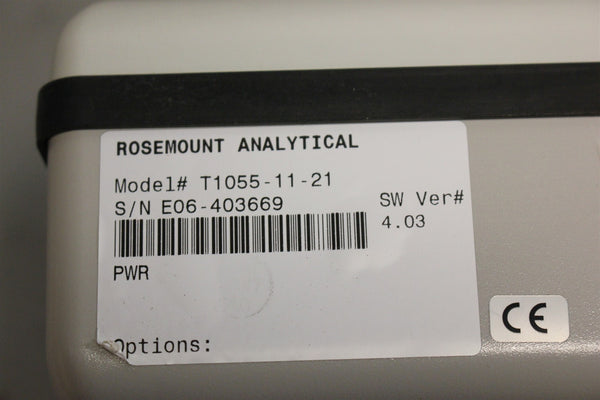 ROSEMOUNT ANALYTICAL
Model# T1055-11-21
S/N E06-403669
SW Ver#
4.03
PWR
Options:
CE